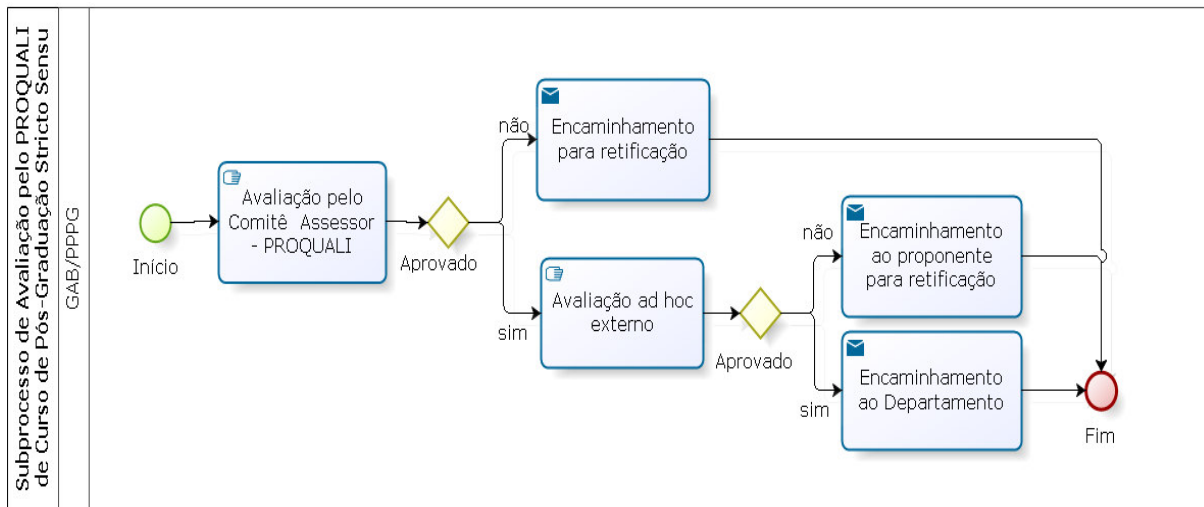 Subprocesso de Avaliação pelo PROQUALI
de Curso de Pós-Graduação Stricto Sensu
GAB/PPPG
Início
Avaliação pelo
Comitê Assessor
- PROQUALI
Aprovado
não
Encaminhamento
para retificação
sim
Avaliação ad hoc
externo
Aprovado
não
Encaminhamento
ao proponente
para retificação
sim
Encaminhamento
ao Departamento
Fim